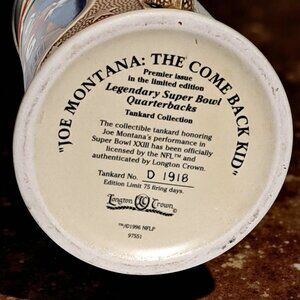 "JOE MONTANA: THE COME BACK KID"
Premier issue
in the limited edition
Legendary Super Bowl
Quarterbacks
Tankard Collection
The collectible tankard honoring
Joe Montana's performance in
Super Bowl XXIII has been officially
licensed by the NFL™ and
authenticated by Longton Crown.
Tankard No. D 1918
Edition Limit 75 firing days.
Longton Crown
™/©1996 NFLP
97551